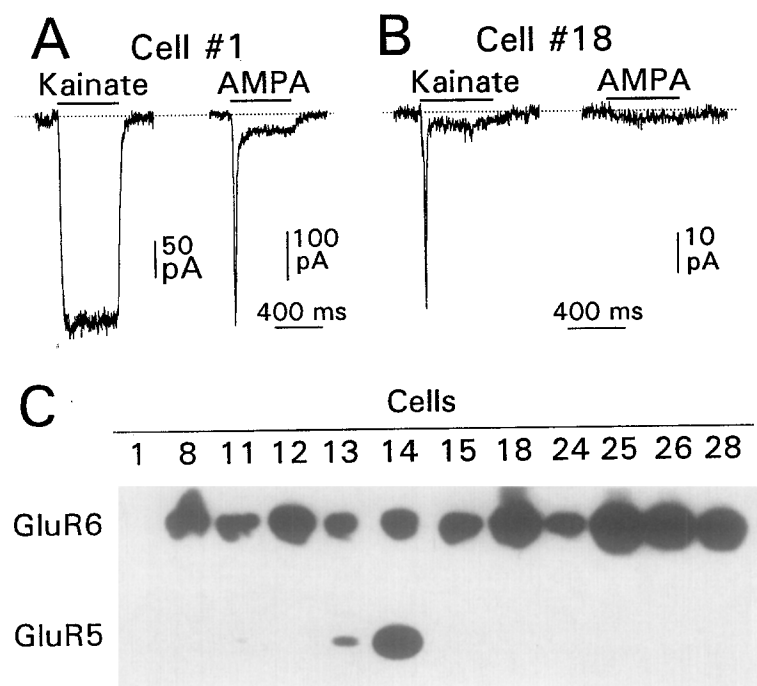 A Cell #1
Kainate AMPA
50 pA
100 pA
400 ms
B Cell #18
Kainate AMPA
10 pA
400 ms
C
Cells
1 8 11 12 13 14 15 18 24 25 26 28
GluR6
GluR5